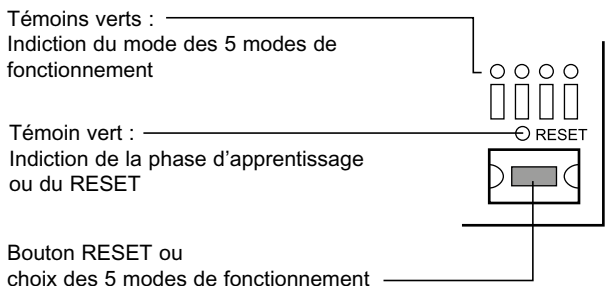 Témoins verts :
Indiction du mode des 5 modes de
fonctionnement
Témoin vert :
RESET
Indiction de la phase d’apprentissage
ou du RESET
Bouton RESET ou
choix des 5 modes de fonctionnement